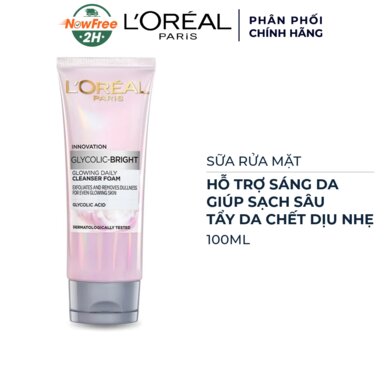 NowFree
2H
L'ORÉAL
PARIS
PHÂN PHỐI
CHÍNH HÃNG
L'ORÉAL
PARIS
INNOVATION
GLYCOLIC-BRIGHT
GLOWING DAILY
CLEANSER FOAM
EXFOLIATES AND REMOVES DULLNESS
FOR EVEN GLOWING SKIN
GLYCOLIC ACID
DERMATOLOGICALLY TESTED
SỮA RỬA MẶT
HỖ TRỢ SÁNG DA
GIÚP SẠCH SÂU
TẨY DA CHẾT DỊU NHẸ
100ML